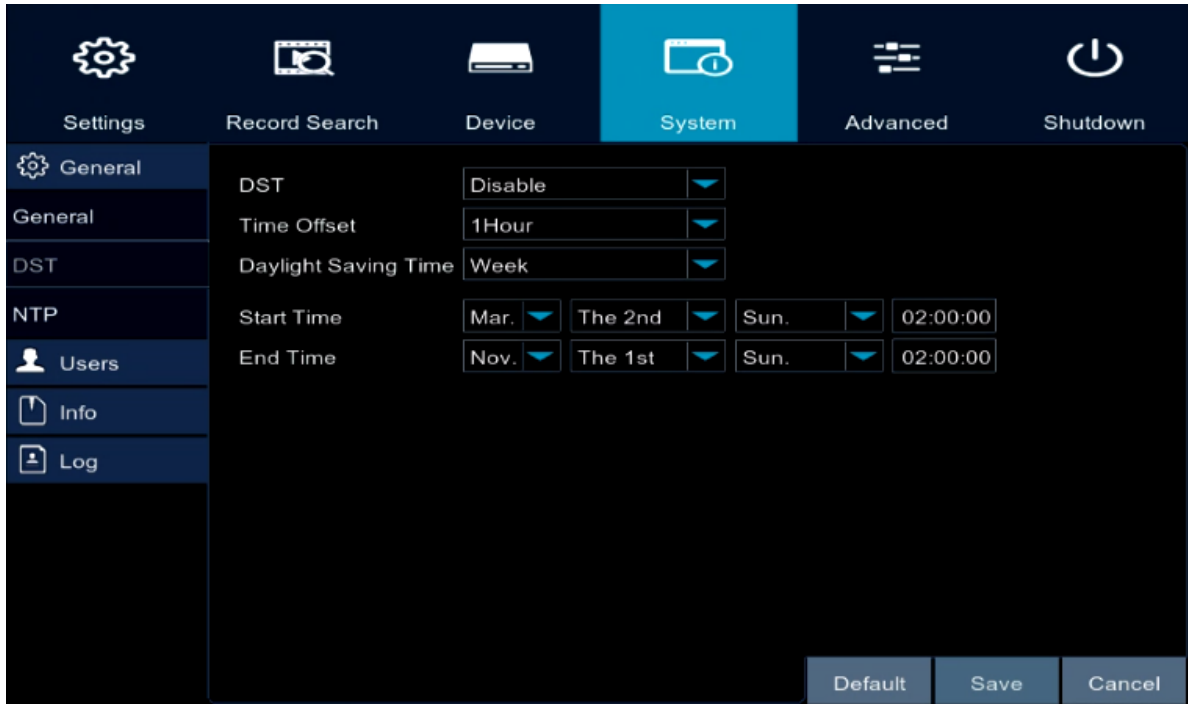 Settings Record Search Device System Advanced Shutdown
General
General
DST
NTP
Users
Info
Log
DST Disable
Time Offset 1Hour
Daylight Saving Time Week
Start Time Mar. The 2nd Sun. 02:00:00
End Time Nov. The 1st Sun. 02:00:00
Default Save Cancel